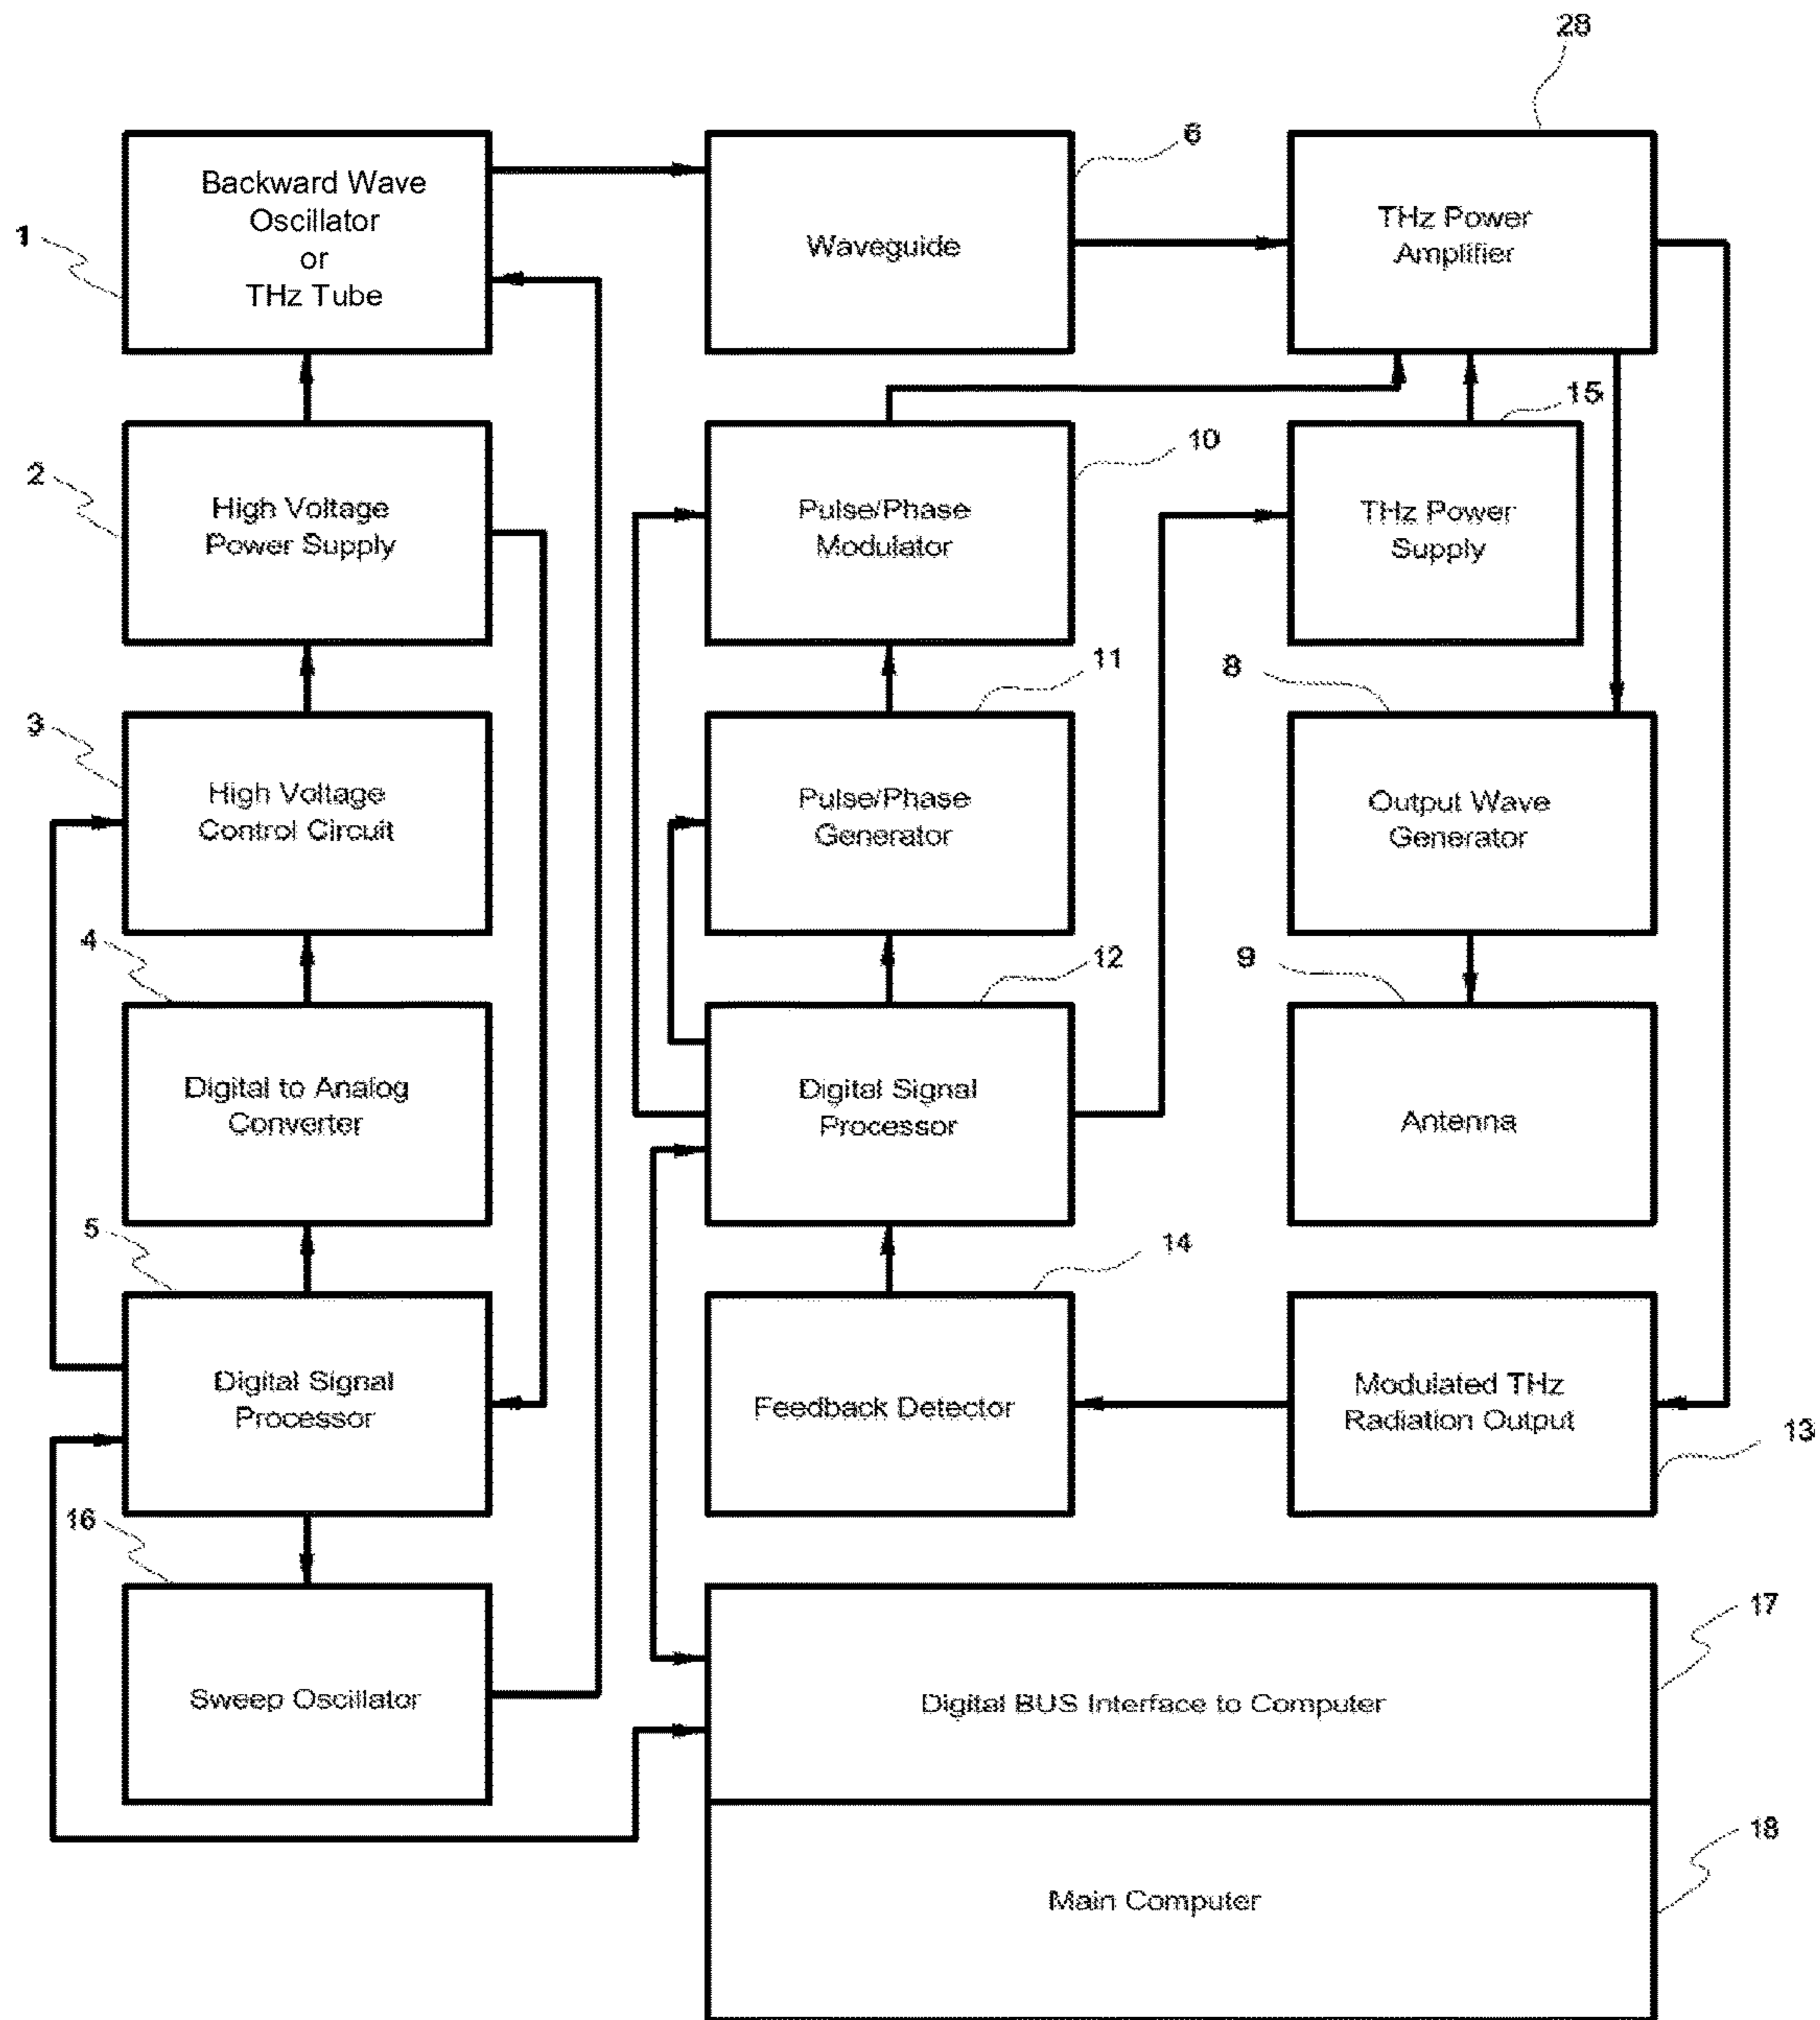 28
6
1
Backward Wave
Oscillator
or
THz Tube
Waveguide
THz Power
Amplifier
15
10
2
High Voltage
Power Supply
Pulse/Phase
Modulator
THz Power
Supply
11
8
3
High Voltage
Control Circuit
Pulse/Phase
Generator
Output Wave
Generator
4
12
9
Digital to Analog
Converter
Digital Signal
Processor
Antenna
5
14
Digital Signal
Processor
Feedback Detector
Modulated THz
Radiation Output
13
16
17
Sweep Oscillator
Digital BUS Interface to Computer
18
Main Computer